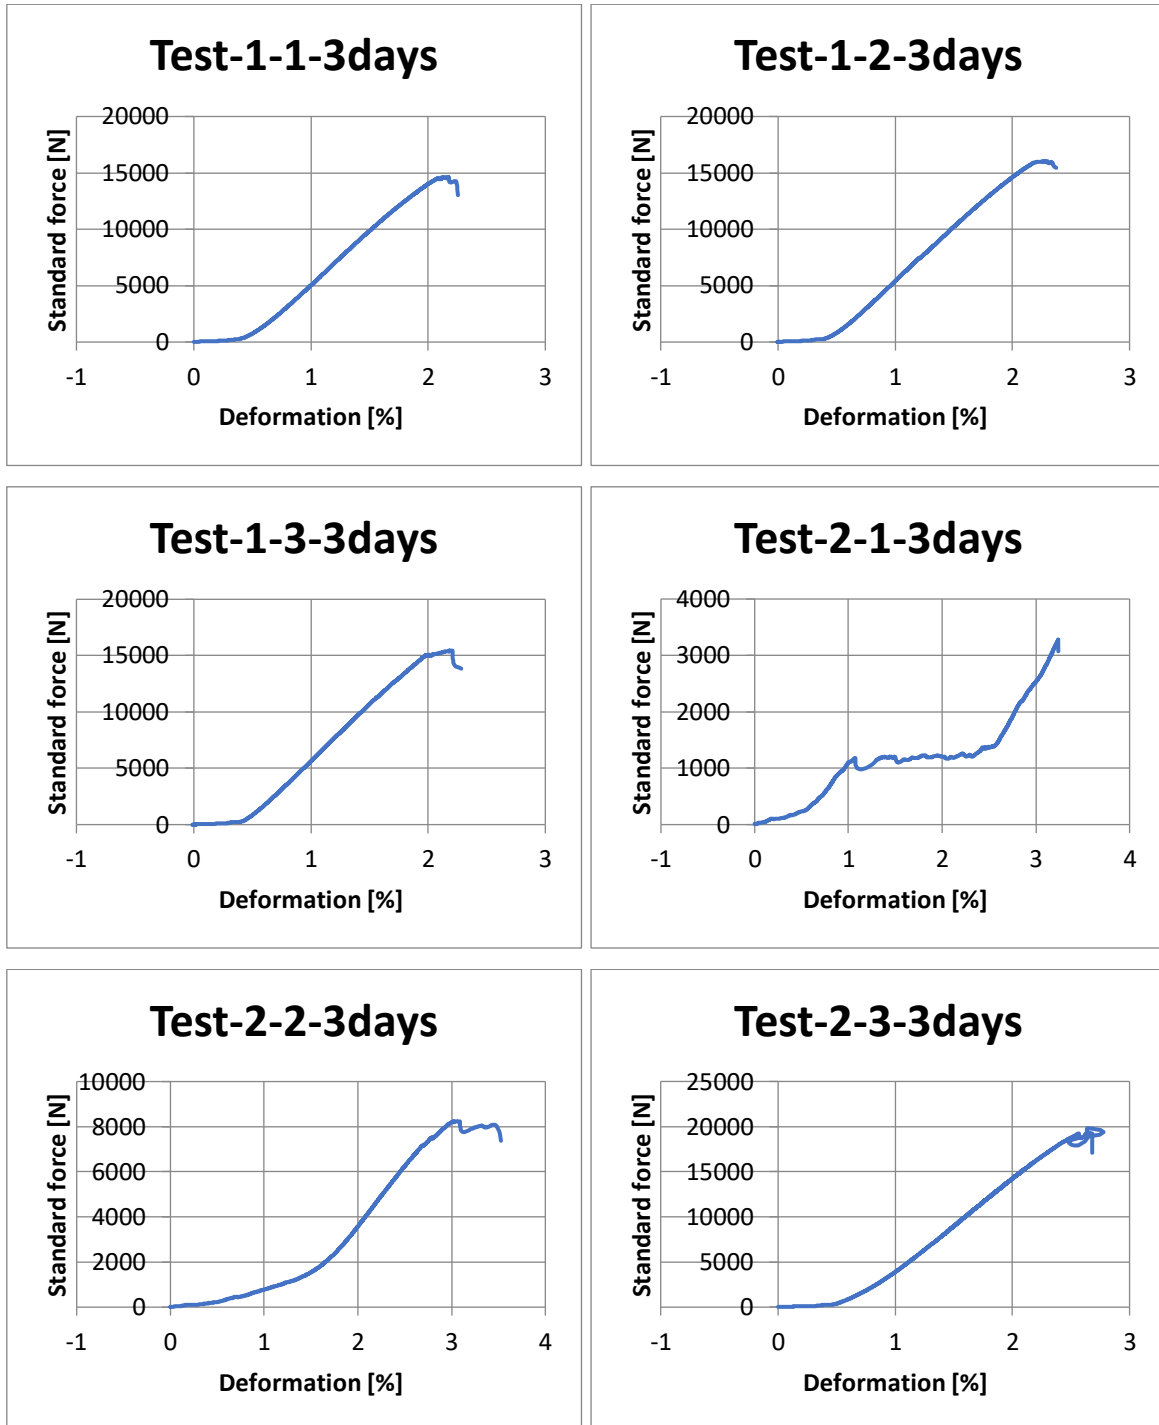 Test-1-1-3days
Standard force [N]
20000
15000
10000
5000
0
-1 0 1 2 3
Deformation [%]
Test-1-2-3days
Standard force [N]
20000
15000
10000
5000
0
-1 0 1 2 3
Deformation [%]
Test-1-3-3days
Standard force [N]
20000
15000
10000
5000
0
-1 0 1 2 3
Deformation [%]
Test-2-1-3days
Standard force [N]
4000
3000
2000
1000
0
-1 0 1 2 3 4
Deformation [%]
Test-2-2-3days
Standard force [N]
10000
8000
6000
4000
2000
0
-1 0 1 2 3 4
Deformation [%]
Test-2-3-3days
Standard force [N]
25000
20000
15000
10000
5000
0
-1 0 1 2 3
Deformation [%]